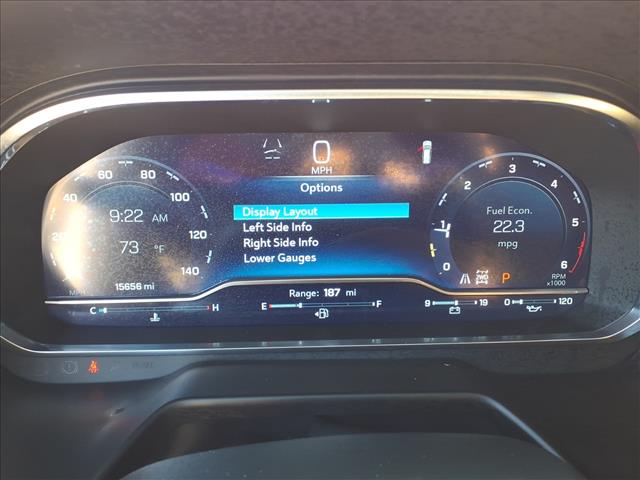 0
MPH
Options
Display Layout
Left Side Info
Right Side Info
Lower Gauges
40 60 80 100 120 140
9:22 AM
73 °F
15656 mi
MPH
0 1 2 3 4 5 6
Fuel Econ.
22.3
mpg
2WD P
RPM
x1000
C H
Range: 187 mi
E F
9 19
0 120